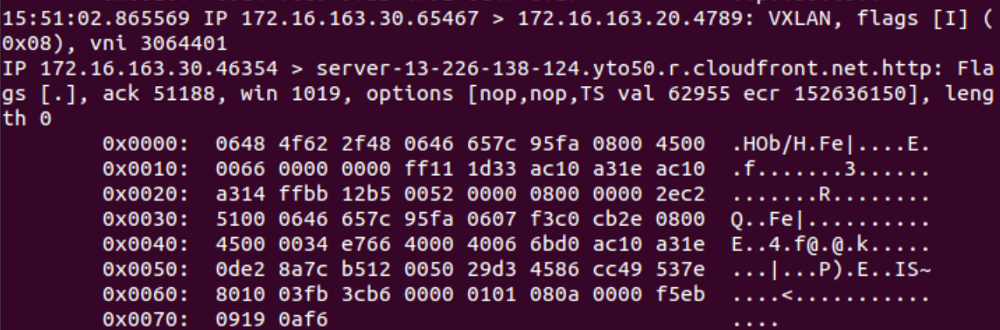 15:51:02.865569 IP 172.16.163.30.65467 > 172.16.163.20.4789: VXLAN, flags [I] (
0x08), vni 3064401
IP 172.16.163.30.46354 > server-13-226-138-124.yto50.r.cloudfront.net.http: Fla
gs [.], ack 51188, win 1019, options [nop,nop,TS val 62955 ecr 152636150], leng
th 0
0x0000: 0648 4f62 2f48 0646 657c 95fa 0800 4500 .HOb/H.Fe|....E.
0x0010: 0066 0000 0000 ff11 1d33 ac10 a31e ac10 .f.......3......
0x0020: a314 ffbb 12b5 0052 0000 0800 0000 2ec2 .......R........
0x0030: 5100 0646 657c 95fa 0607 f3c0 cb2e 0800 Q..Fe|..........
0x0040: 4500 0034 e766 4000 4006 6bd0 ac10 a31e E..4.f@.@.k.....
0x0050: 0de2 8a7c b512 0050 29d3 4586 cc49 537e ...|...P).E..IS~
0x0060: 8010 03fb 3cb6 0000 0101 080a 0000 f5eb ....<...........
0x0070: 0919 0af6 ....